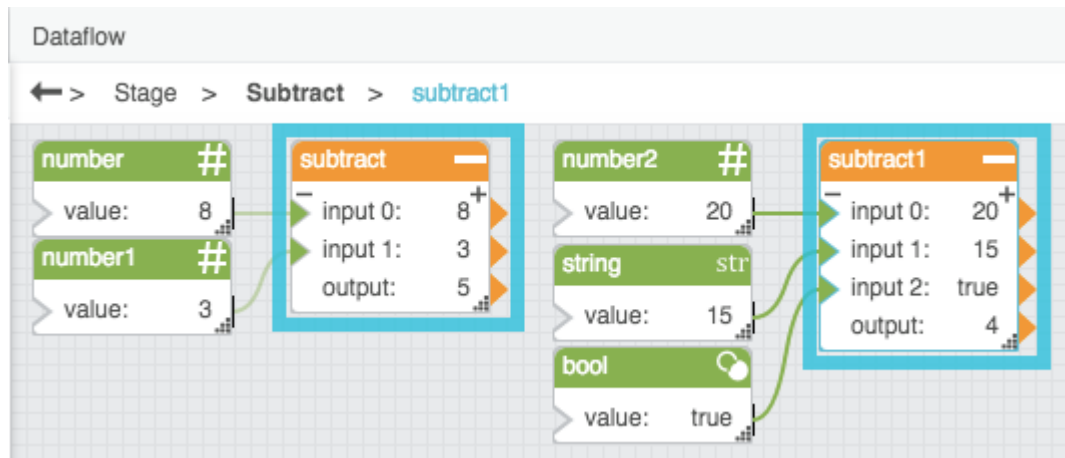 Dataflow
← > Stage > Subtract > subtract1
number #
value: 8
number1 #
value: 3
subtract −
− +
input 0: 8
input 1: 3
output: 5
number2 #
value: 20
string str
value: 15
bool
value: true
subtract1 −
− +
input 0: 20
input 1: 15
input 2: true
output: 4